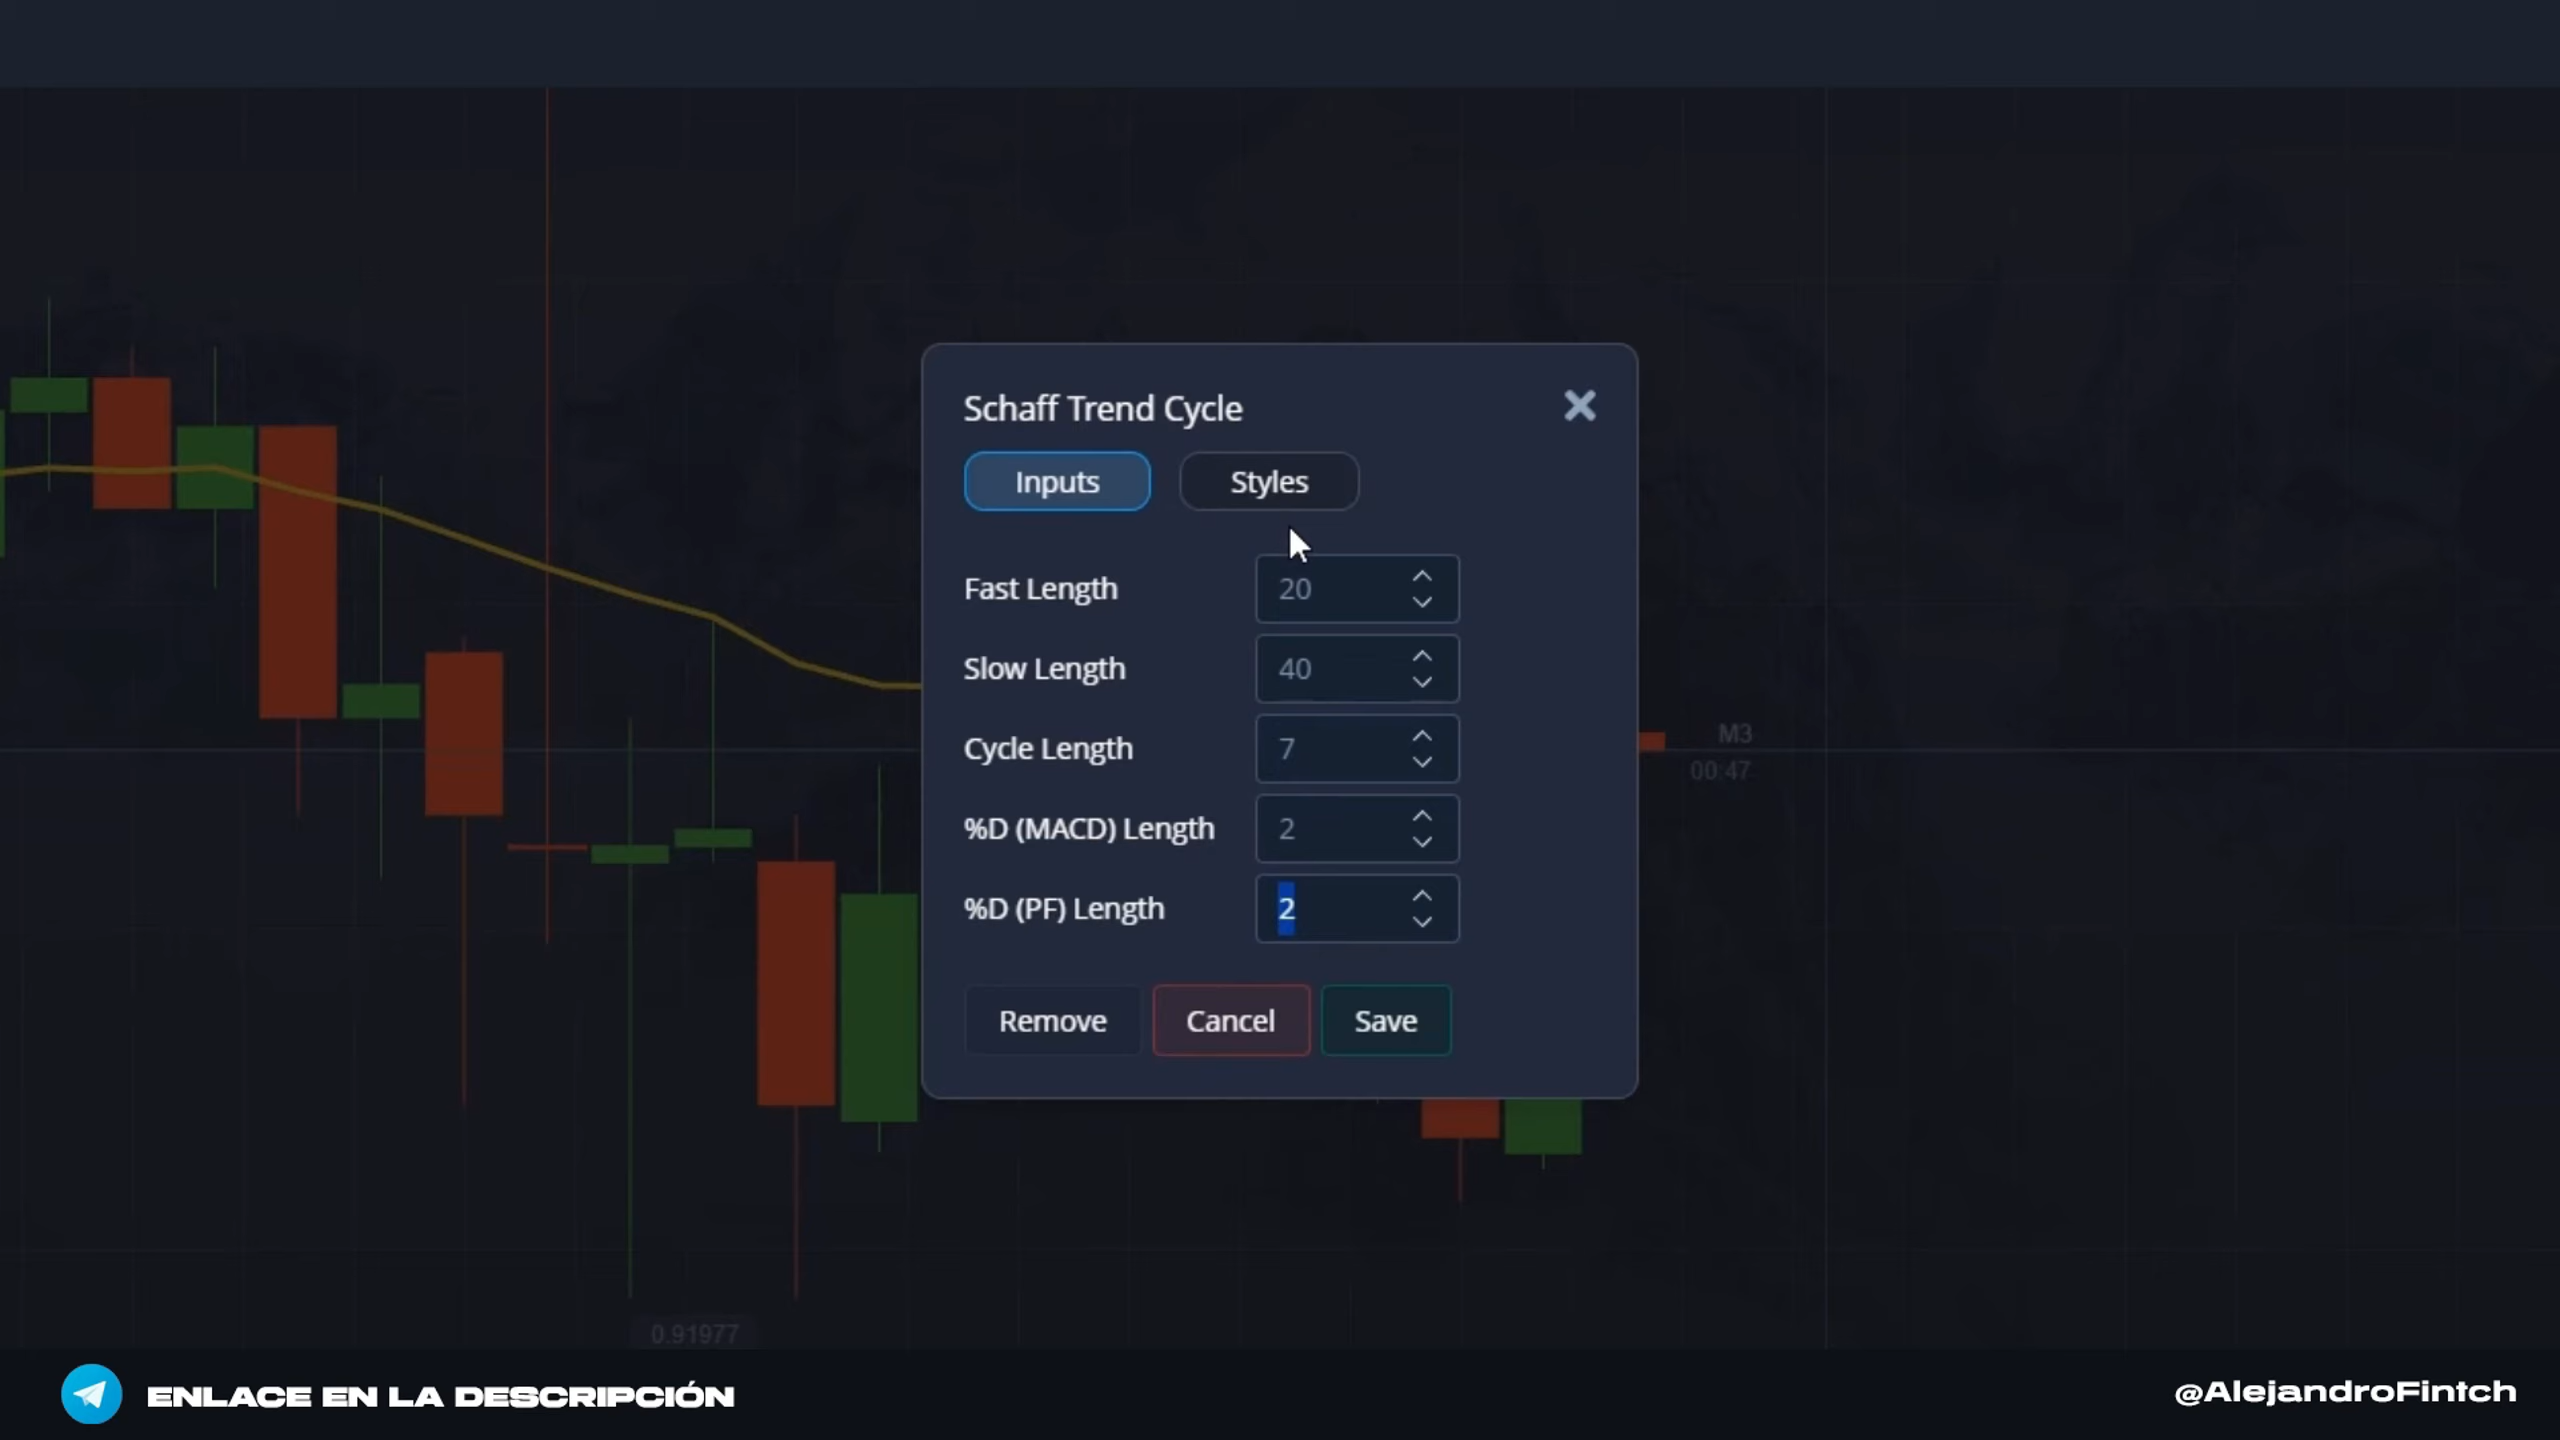 Schaff Trend Cycle
Inputs
Styles
Fast Length 20
Slow Length 40
Cycle Length 7
%D (MACD) Length 2
%D (PF) Length 2
Remove
Cancel
Save
M3
00:47
0.91977
ENLACE EN LA DESCRIPCIÓN
@AlejandroFintch